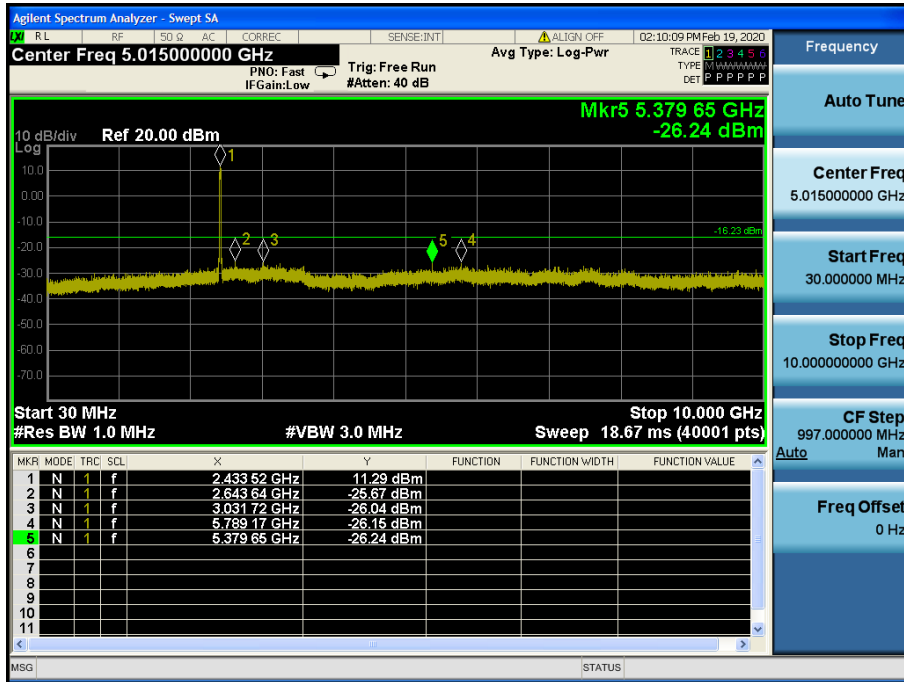 Agilent Spectrum Analyzer - Swept SA
LXI RL RF 50 Ω AC CORREC SENSE:INT ALIGN OFF 02:10:09 PM Feb 19, 2020
Center Freq 5.015000000 GHz
PNO: Fast
IFGain:Low
Trig: Free Run
#Atten: 40 dB
Avg Type: Log-Pwr
TRACE 1 2 3 4 5 6
TYPE M WWWWW
DET P P P P P P
Mkr5 5.379 65 GHz
-26.24 dBm
10 dB/div Ref 20.00 dBm
Log
1
10.0
0.00
-10.0
-16.23 dBm
2 3 5 4
-20.0
-30.0
-40.0
-50.0
-60.0
-70.0
Start 30 MHz Stop 10.000 GHz
#Res BW 1.0 MHz #VBW 3.0 MHz Sweep 18.67 ms (40001 pts)
MKR MODE TRC SCL X Y FUNCTION FUNCTION WIDTH FUNCTION VALUE
1 N 1 f 2.433 52 GHz 11.29 dBm
2 N 1 f 2.643 64 GHz -25.67 dBm
3 N 1 f 3.031 72 GHz -26.04 dBm
4 N 1 f 5.789 17 GHz -26.15 dBm
5 N 1 f 5.379 65 GHz -26.24 dBm
6
7
8
9
10
11
MSG STATUS
Frequency
Auto Tune
Center Freq
5.015000000 GHz
Start Freq
30.000000 MHz
Stop Freq
10.000000000 GHz
CF Step
997.000000 MHz
Auto Man
Freq Offset
0 Hz